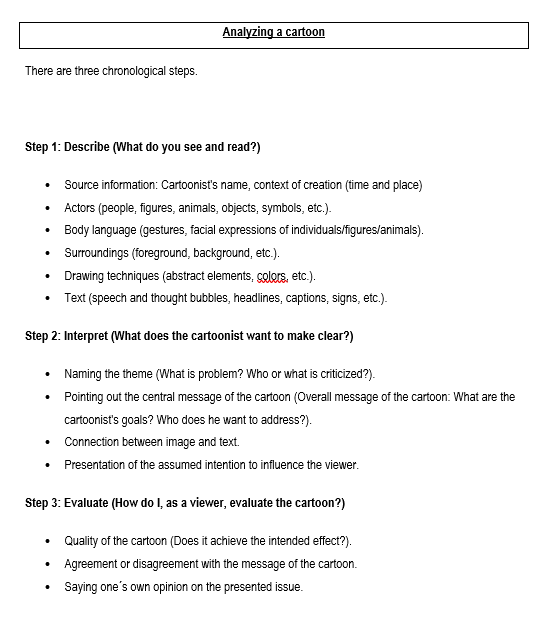 Analyzing a cartoon
There are three chronological steps.
Step 1: Describe (What do you see and read?)
• Source information: Cartoonist's name, context of creation (time and place)
• Actors (people, figures, animals, objects, symbols, etc.).
• Body language (gestures, facial expressions of individuals/figures/animals).
• Surroundings (foreground, background, etc.).
• Drawing techniques (abstract elements, colors, etc.).
• Text (speech and thought bubbles, headlines, captions, signs, etc.).
Step 2: Interpret (What does the cartoonist want to make clear?)
• Naming the theme (What is problem? Who or what is criticized?).
• Pointing out the central message of the cartoon (Overall message of the cartoon: What are the
cartoonist's goals? Who does he want to address?).
• Connection between image and text.
• Presentation of the assumed intention to influence the viewer.
Step 3: Evaluate (How do I, as a viewer, evaluate the cartoon?)
• Quality of the cartoon (Does it achieve the intended effect?).
• Agreement or disagreement with the message of the cartoon.
• Saying one´s own opinion on the presented issue.